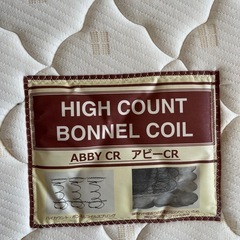 HIGH COUNT
BONNEL COIL
ABBY CR アビーCR